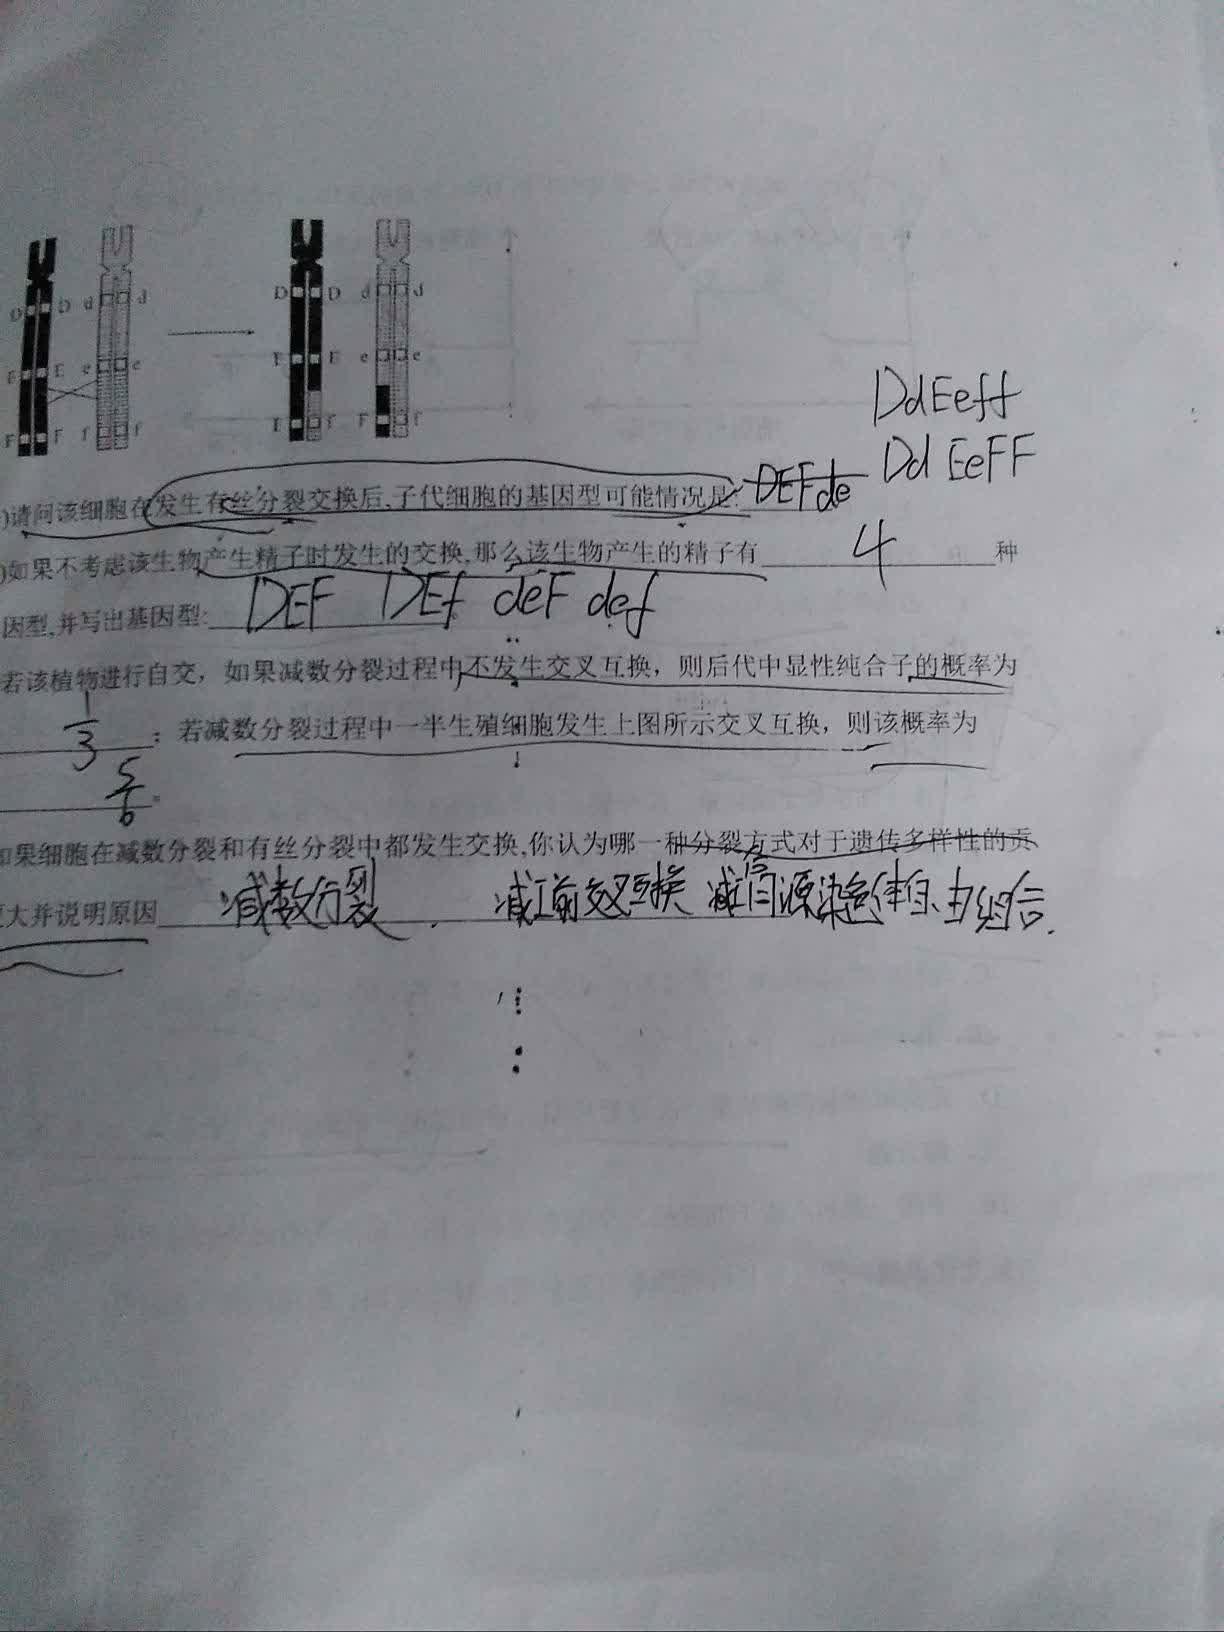 D D d d D D d d
E E e e E E e e
F F f f F f F f
DdEeff
DdEeFF
)请问该细胞在发生有丝分裂交换后,子代细胞的基因型可能情况是: DEFde
)如果不考虑该生物产生精子时发生的交换,那么该生物产生的精子有 4 种
因型,并写出基因型: DEF DEf deF def
若该植物进行自交，如果减数分裂过程中不发生交叉互换，则后代中显性纯合子的概率为
1/3 ；若减数分裂过程中一半生殖细胞发生上图所示交叉互换，则该概率为
5/6 。
如果细胞在减数分裂和有丝分裂中都发生交换,你认为哪一种分裂方式对于遗传多样性的贡
更大并说明原因 减数分裂. 减I前交叉互换 减I后同源染色体自由组合.